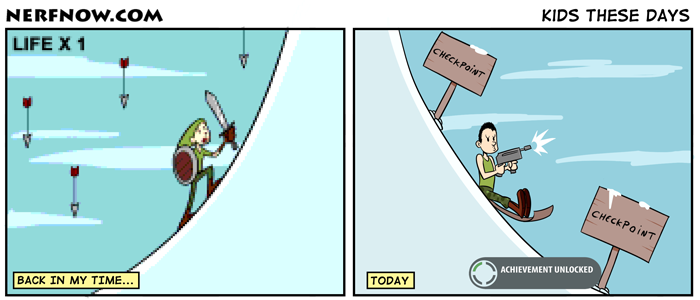 NERFNOW.COM
KIDS THESE DAYS
LIFE X 1
BACK IN MY TIME...
CHECKPOINT
CHECKPOINT
TODAY
ACHIEVEMENT UNLOCKED